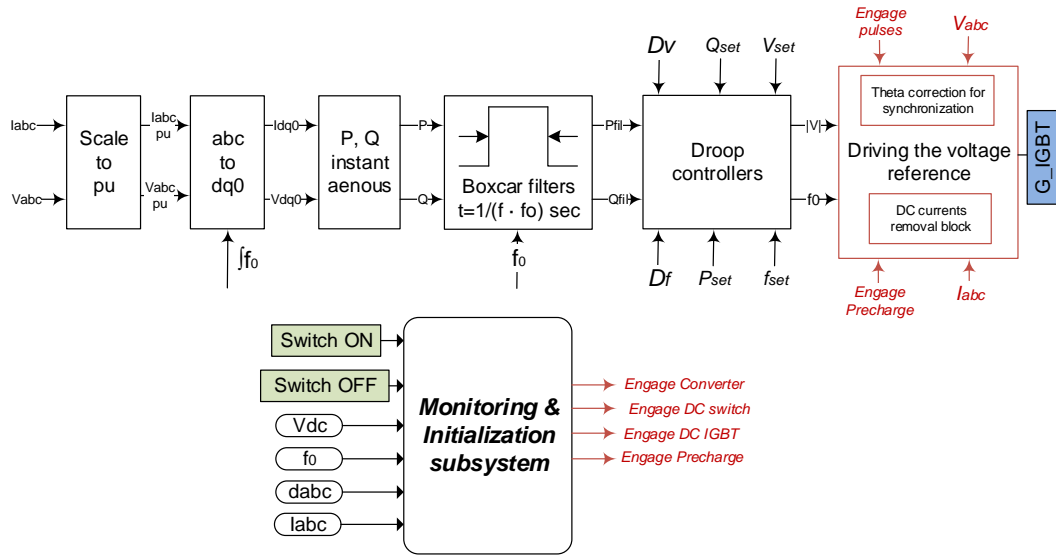 Iabc
Vabc
Scale
to
pu
Iabc
pu
Vabc
pu
abc
to
dq0
∫f0
Idq0
Vdq0
P, Q
instant
aenous
P
Q
Boxcar filters
t=1/(f · fo) sec
f0
Pfil
Qfil
Dv
Qset
Vset
Droop
controllers
Df
Pset
fset
|V|
f0
Engage
pulses
Vabc
Theta correction for
synchronization
Driving the voltage
reference
DC currents
removal block
Engage
Precharge
Iabc
G_IGBT
Switch ON
Switch OFF
Vdc
f0
dabc
Iabc
Monitoring &
Initialization
subsystem
Engage Converter
Engage DC switch
Engage DC IGBT
Engage Precharge